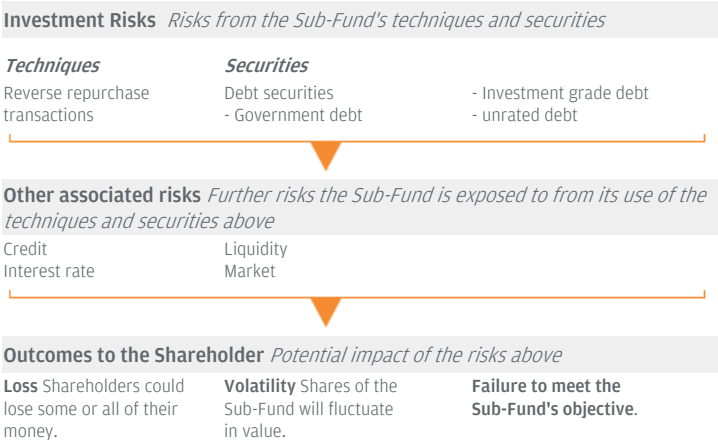 Investment Risks Risks from the Sub-Fund's techniques and securities
Techniques
Reverse repurchase
transactions
Securities
Debt securities
- Government debt
- Investment grade debt
- unrated debt
Other associated risks Further risks the Sub-Fund is exposed to from its use of the
techniques and securities above
Credit
Interest rate
Liquidity
Market
Outcomes to the Shareholder Potential impact of the risks above
Loss Shareholders could
lose some or all of their
money.
Volatility Shares of the
Sub-Fund will fluctuate
in value.
Failure to meet the
Sub-Fund's objective.